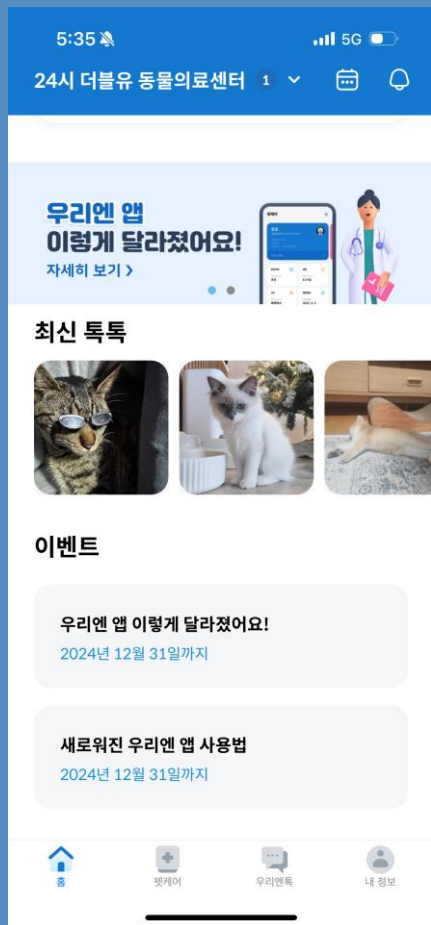 5:35
5G
24시 더블유 동물의료센터 1
우리엔 앱
이렇게 달라졌어요!
자세히 보기 >
최신 톡톡
이벤트
우리엔 앱 이렇게 달라졌어요!
2024년 12월 31일까지
새로워진 우리엔 앱 사용법
2024년 12월 31일까지
홈
펫케어
우리엔톡
내 정보